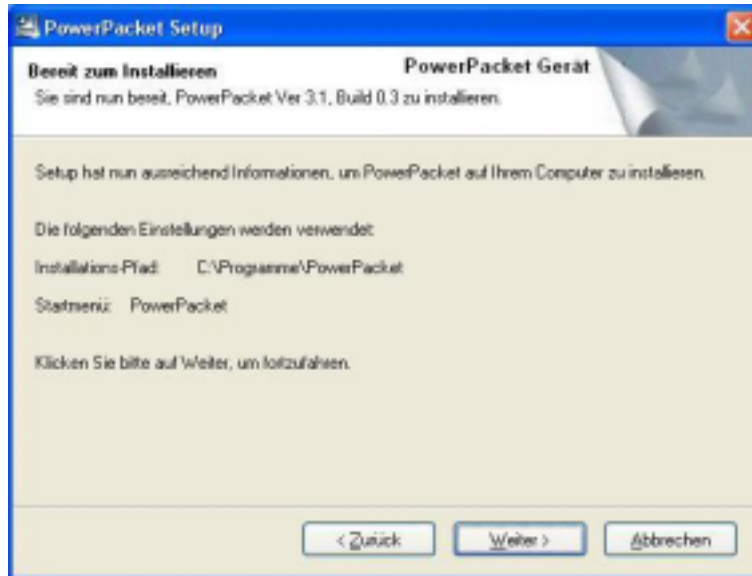 PowerPacket Setup
Bereit zum Installieren
PowerPacket Gerät
Sie sind nun bereit, PowerPacket Ver 3.1, Build 0.3 zu installieren.
Setup hat nun ausreichend Informationen, um PowerPacket auf Ihrem Computer zu installieren.
Die folgenden Einstellungen werden verwendet:
Installations-Pfad: C:\Programme\PowerPacket
Startmenü: PowerPacket
Klicken Sie bitte auf Weiter, um fortzufahren.
< Zurück
Weiter >
Abbrechen